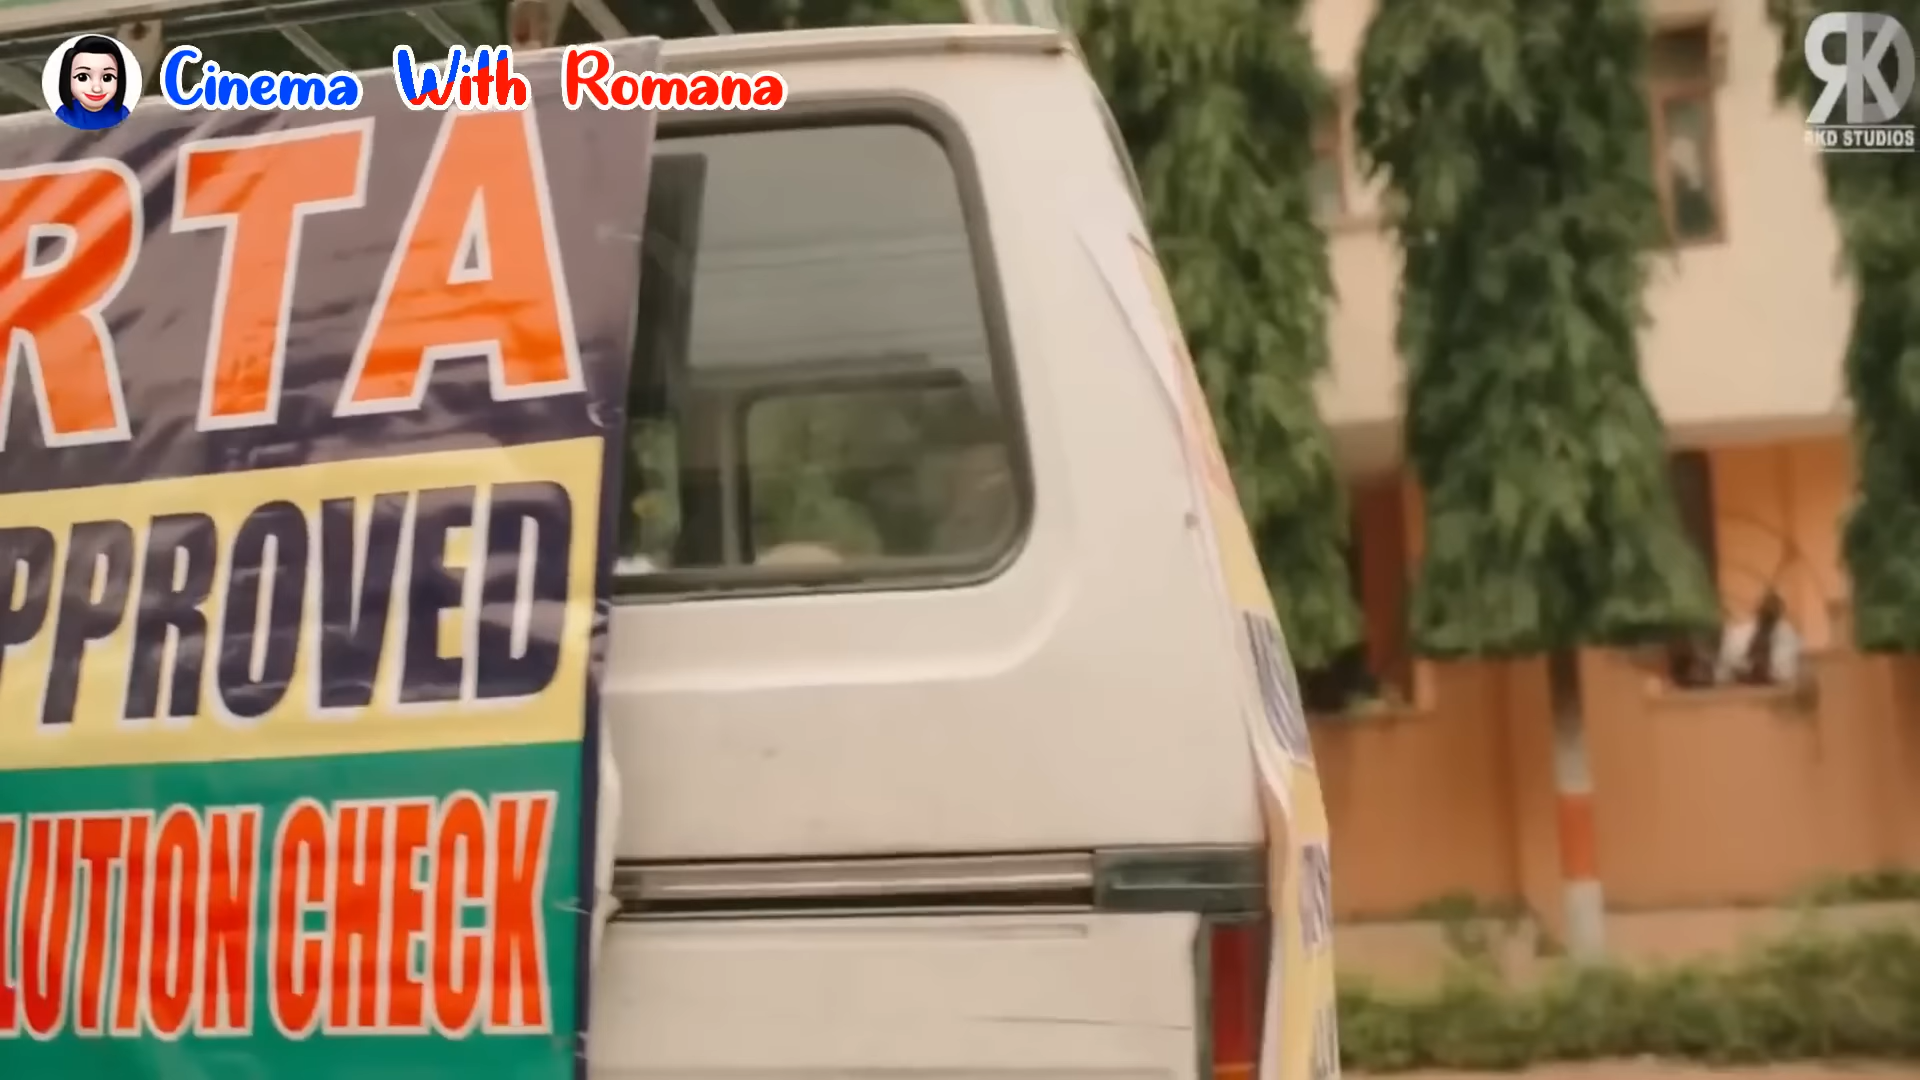 Cinema With Romana
RKD STUDIOS
RTA
PPROVED
LUTION CHECK